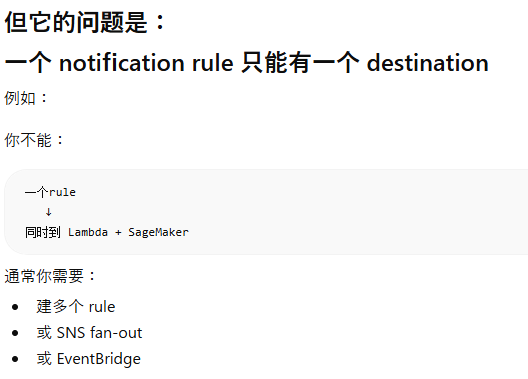 但它的问题是：
一个 notification rule 只能有一个 destination
例如：
你不能：
一个rule
↓
同时到 Lambda + SageMaker
通常你需要：
• 建多个 rule
• 或 SNS fan-out
• 或 EventBridge